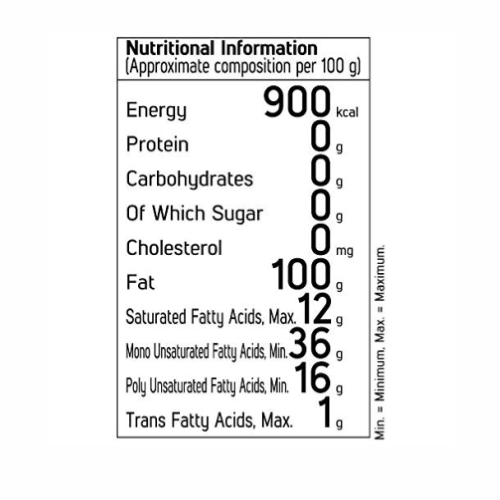 Nutritional Information
(Approximate composition per 100 g)
Energy 900 kcal
Protein 0 g
Carbohydrates 0 g
Of Which Sugar 0 g
Cholesterol 0 mg
Fat 100 g
Saturated Fatty Acids, Max. 12 g
Mono Unsaturated Fatty Acids, Min. 36 g
Poly Unsaturated Fatty Acids, Min. 16 g
Trans Fatty Acids, Max. 1 g
Min. = Minimum, Max. = Maximum.